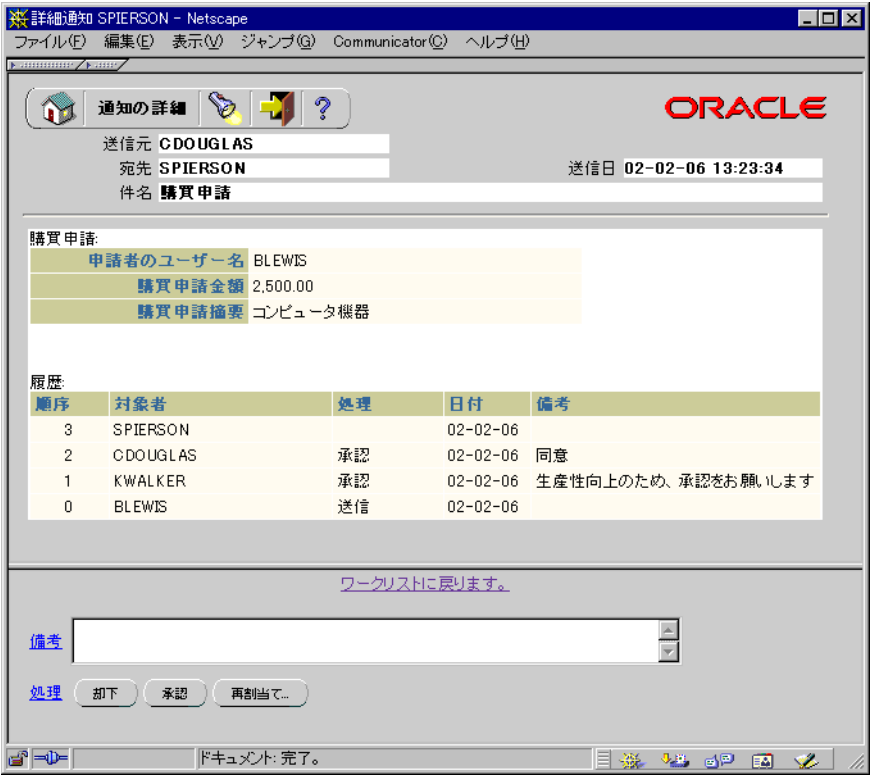 詳細通知 SPIERSON - Netscape
ファイル(F) 編集(E) 表示(V) ジャンプ(G) Communicator(C) ヘルプ(H)
通知の詳細 ?
ORACLE
送信元 CDOUGLAS
宛先 SPIERSON 送信日 02-02-06 13:23:34
件名 購買申請
購買申請:
申請者のユーザー名 BLEWIS
購買申請金額 2,500.00
購買申請摘要 コンピュータ機器
履歴:
順序 対象者 処理 日付 備考
3 SPIERSON 02-02-06
2 CDOUGLAS 承認 02-02-06 同意
1 KWALKER 承認 02-02-06 生産性向上のため、承認をお願いします
0 BLEWIS 送信 02-02-06
ワークリストに戻ります。
備考
処理 却下 承認 再割当て...
ドキュメント: 完了。